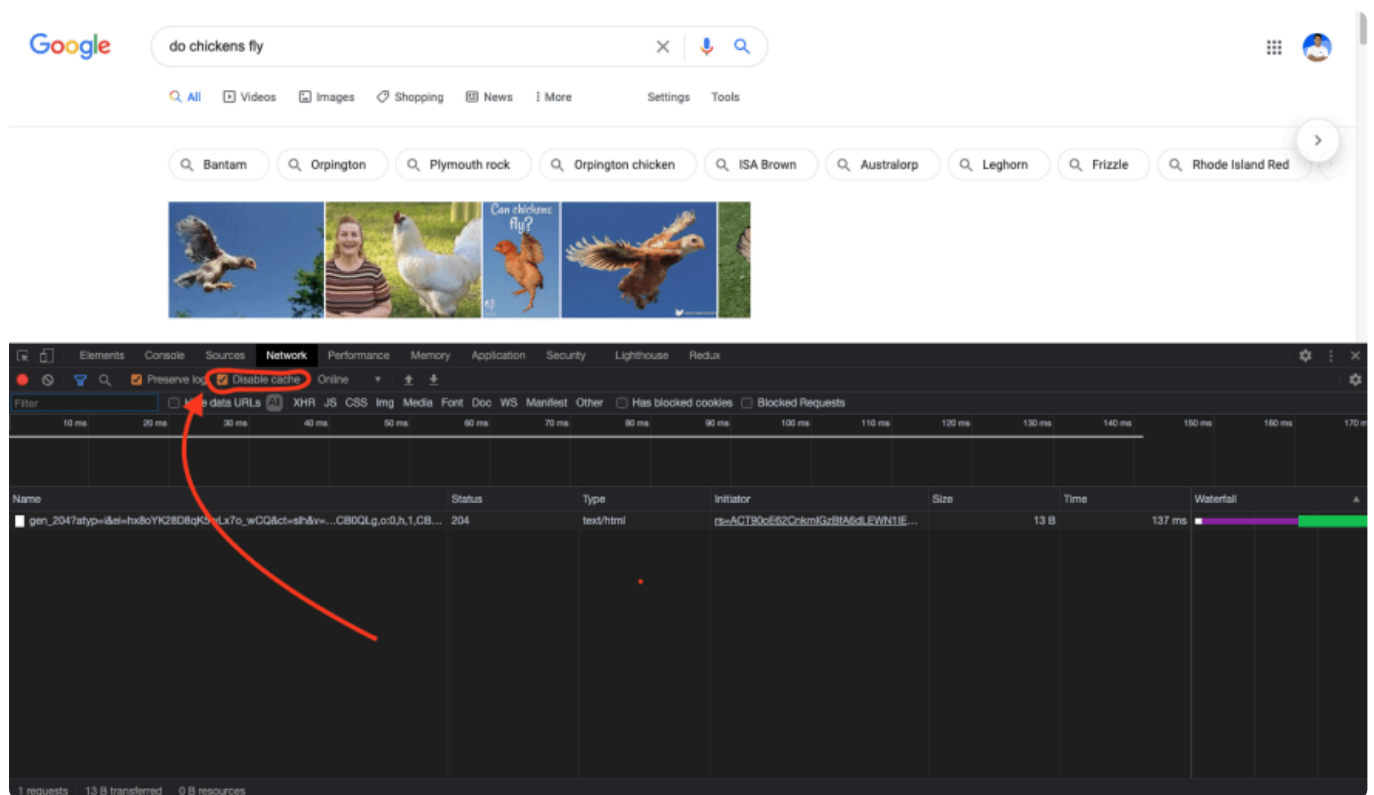 Google
do chickens fly
All Videos Images Shopping News More Settings Tools
Bantam Orpington Plymouth rock Orpington chicken ISA Brown Australorp Leghorn Frizzle Rhode Island Red
Can chickens
fly?
Elements Console Sources Network Performance Memory Application Security Lighthouse Redux
Preserve log Disable cache Online
Filter data URLs All XHR JS CSS Img Media Font Doc WS Manifest Other Has blocked cookies Blocked Requests
10 ms 20 ms 30 ms 40 ms 50 ms 60 ms 70 ms 80 ms 90 ms 100 ms 110 ms 120 ms 130 ms 140 ms 150 ms 160 ms 170 m
Name Status Type Initiator Size Time Waterfall
204 text/html 13 B 137 ms
1 requests 13 B transferred 0 B resources